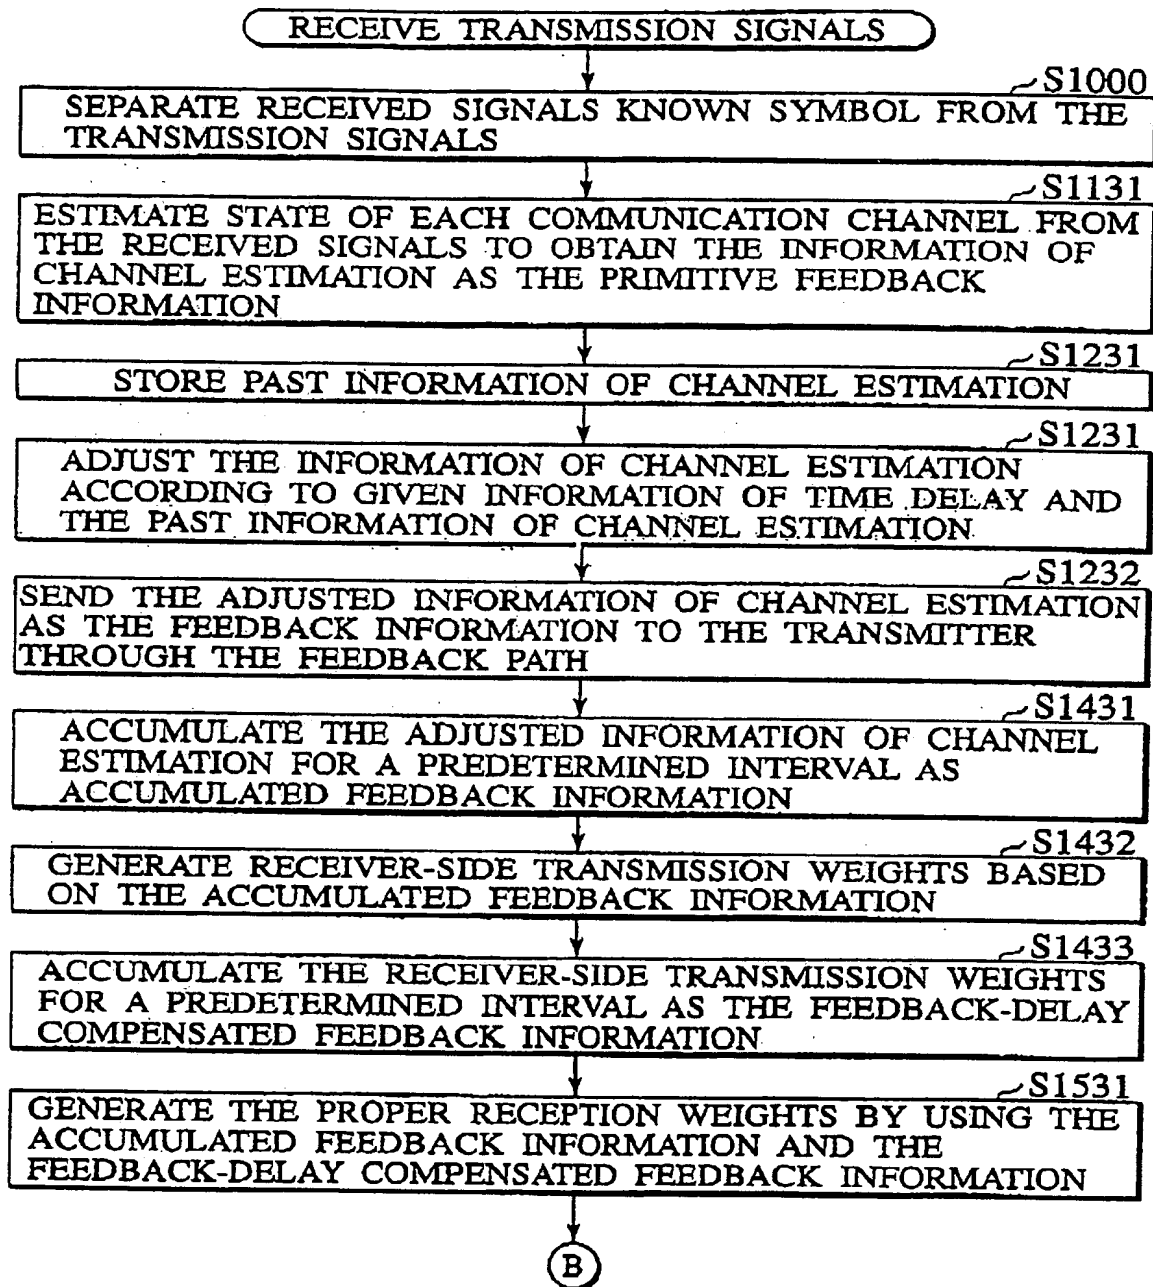 RECEIVE TRANSMISSION SIGNALS
S1000
SEPARATE RECEIVED SIGNALS KNOWN SYMBOL FROM THE
TRANSMISSION SIGNALS
S1131
ESTIMATE STATE OF EACH COMMUNICATION CHANNEL FROM
THE RECEIVED SIGNALS TO OBTAIN THE INFORMATION OF
CHANNEL ESTIMATION AS THE PRIMITIVE FEEDBACK
INFORMATION
S1231
STORE PAST INFORMATION OF CHANNEL ESTIMATION
S1231
ADJUST THE INFORMATION OF CHANNEL ESTIMATION
ACCORDING TO GIVEN INFORMATION OF TIME DELAY AND
THE PAST INFORMATION OF CHANNEL ESTIMATION
S1232
SEND THE ADJUSTED INFORMATION OF CHANNEL ESTIMATION
AS THE FEEDBACK INFORMATION TO THE TRANSMITTER
THROUGH THE FEEDBACK PATH
S1431
ACCUMULATE THE ADJUSTED INFORMATION OF CHANNEL
ESTIMATION FOR A PREDETERMINED INTERVAL AS
ACCUMULATED FEEDBACK INFORMATION
S1432
GENERATE RECEIVER-SIDE TRANSMISSION WEIGHTS BASED
ON THE ACCUMULATED FEEDBACK INFORMATION
S1433
ACCUMULATE THE RECEIVER-SIDE TRANSMISSION WEIGHTS
FOR A PREDETERMINED INTERVAL AS THE FEEDBACK-DELAY
COMPENSATED FEEDBACK INFORMATION
S1531
GENERATE THE PROPER RECEPTION WEIGHTS BY USING THE
ACCUMULATED FEEDBACK INFORMATION AND THE
FEEDBACK-DELAY COMPENSATED FEEDBACK INFORMATION
B